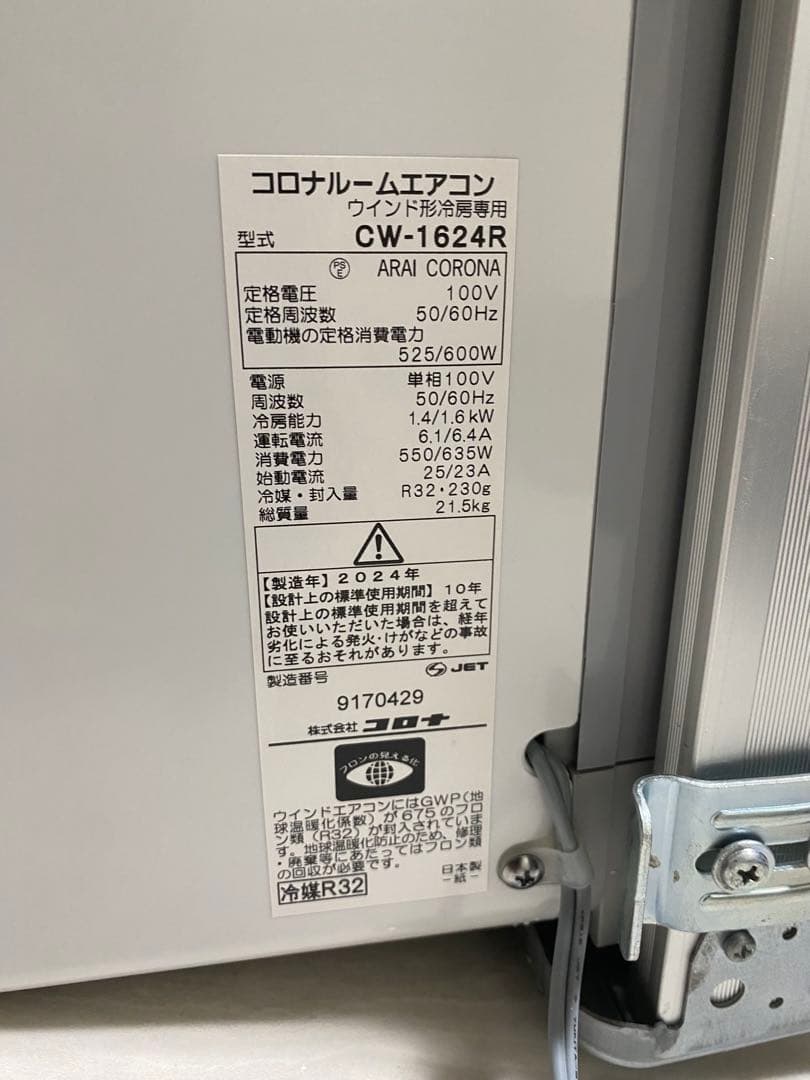 コロナルームエアコン
ウインド形冷房専用
型式 CW-1624R
PS E ARAI CORONA
定格電圧 100V
定格周波数 50/60Hz
電動機の定格消費電力
525/600W
電源 単相100V
周波数 50/60Hz
冷房能力 1.4/1.6kW
運転電流 6.1/6.4A
消費電力 550/635W
始動電流 25/23A
冷媒・封入量 R32・230g
総質量 21.5kg
【製造年】2024年
【設計上の標準使用期間】10年
設計上の標準使用期間を超えて
お使いいただいた場合は、経年
劣化による発火・けがなどの事故
に至るおそれがあります。
JET
製造番号
9170429
株式会社 コロナ
フロンの見える化
ウインドエアコンにはGWP(地
球温暖化係数)が675のフロ
ン類(R32)が封入されていま
す。地球温暖化防止のため、修理
・廃棄等にあたってはフロン類
の回収が必要です。
冷媒R32
日本製
-紙-